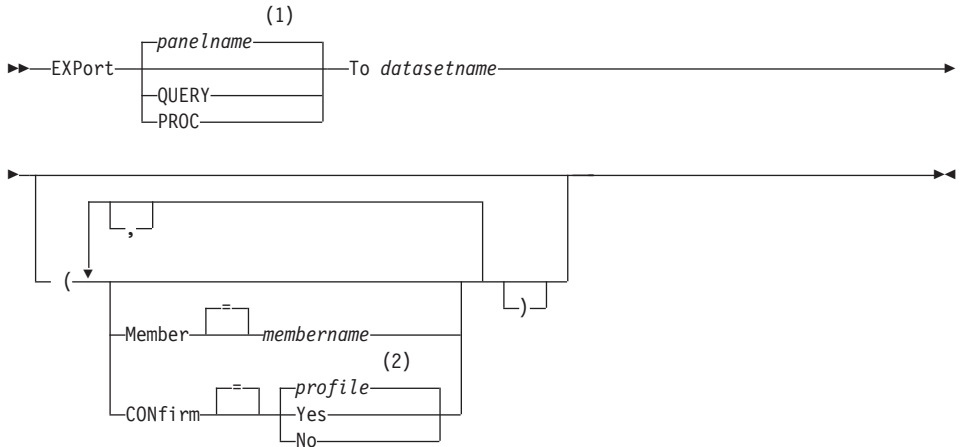 (1)
panelname
EXPort To datasetname
QUERY
PROC
,
(
)
=
Member membername
(2)
= profile
CONfirm Yes
No